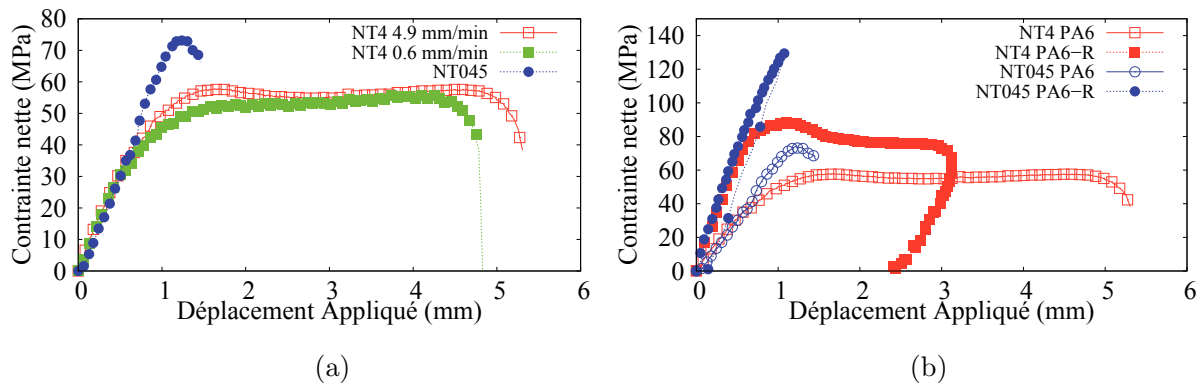 80
70
60
50
40
30
20
10
0
Contrainte nette (MPa)
NT4 4.9 mm/min
NT4 0.6 mm/min
NT045
0 1 2 3 4 5 6
Déplacement Appliqué (mm)
(a)
140
120
100
80
60
40
20
0
Contrainte nette (MPa)
NT4 PA6
NT4 PA6−R
NT045 PA6
NT045 PA6−R
0 1 2 3 4 5 6
Déplacement Appliqué (mm)
(b)